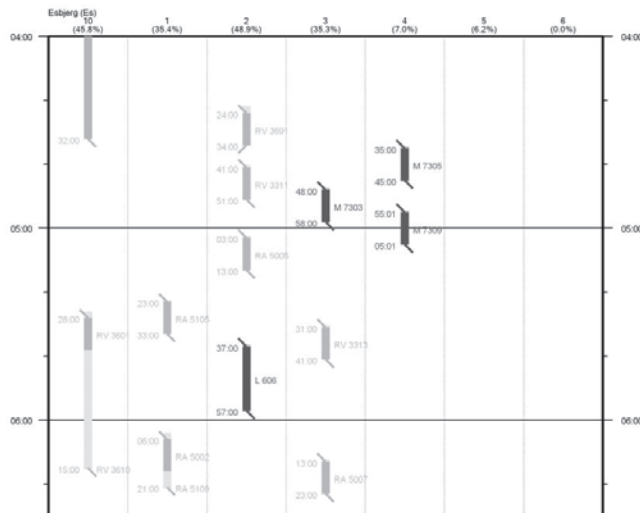 Esbjerg (Es)
10 1 2 3 4 5 6
(45.8%) (35.4%) (48.9%) (35.3%) (7.0%) (6.2%) (0.0%)
04:00 04:00
24:00
32:00 RV 3691 35:00
34:00 M 7305
41:00 45:00
RV 3311 48:00
51:00 M 7303 55:01
58:00 M 7309
05:00 05:00
03:00 05:01
RA 5005
13:00
23:00
28:00 RA 5105
RV 3601 33:00 31:00
37:00 RV 3313
41:00
L 606
57:00
06:00 06:00
06:00
RA 5002 13:00
15:00 RV 3610 RA 5007
21:00 RA 5109 23:00